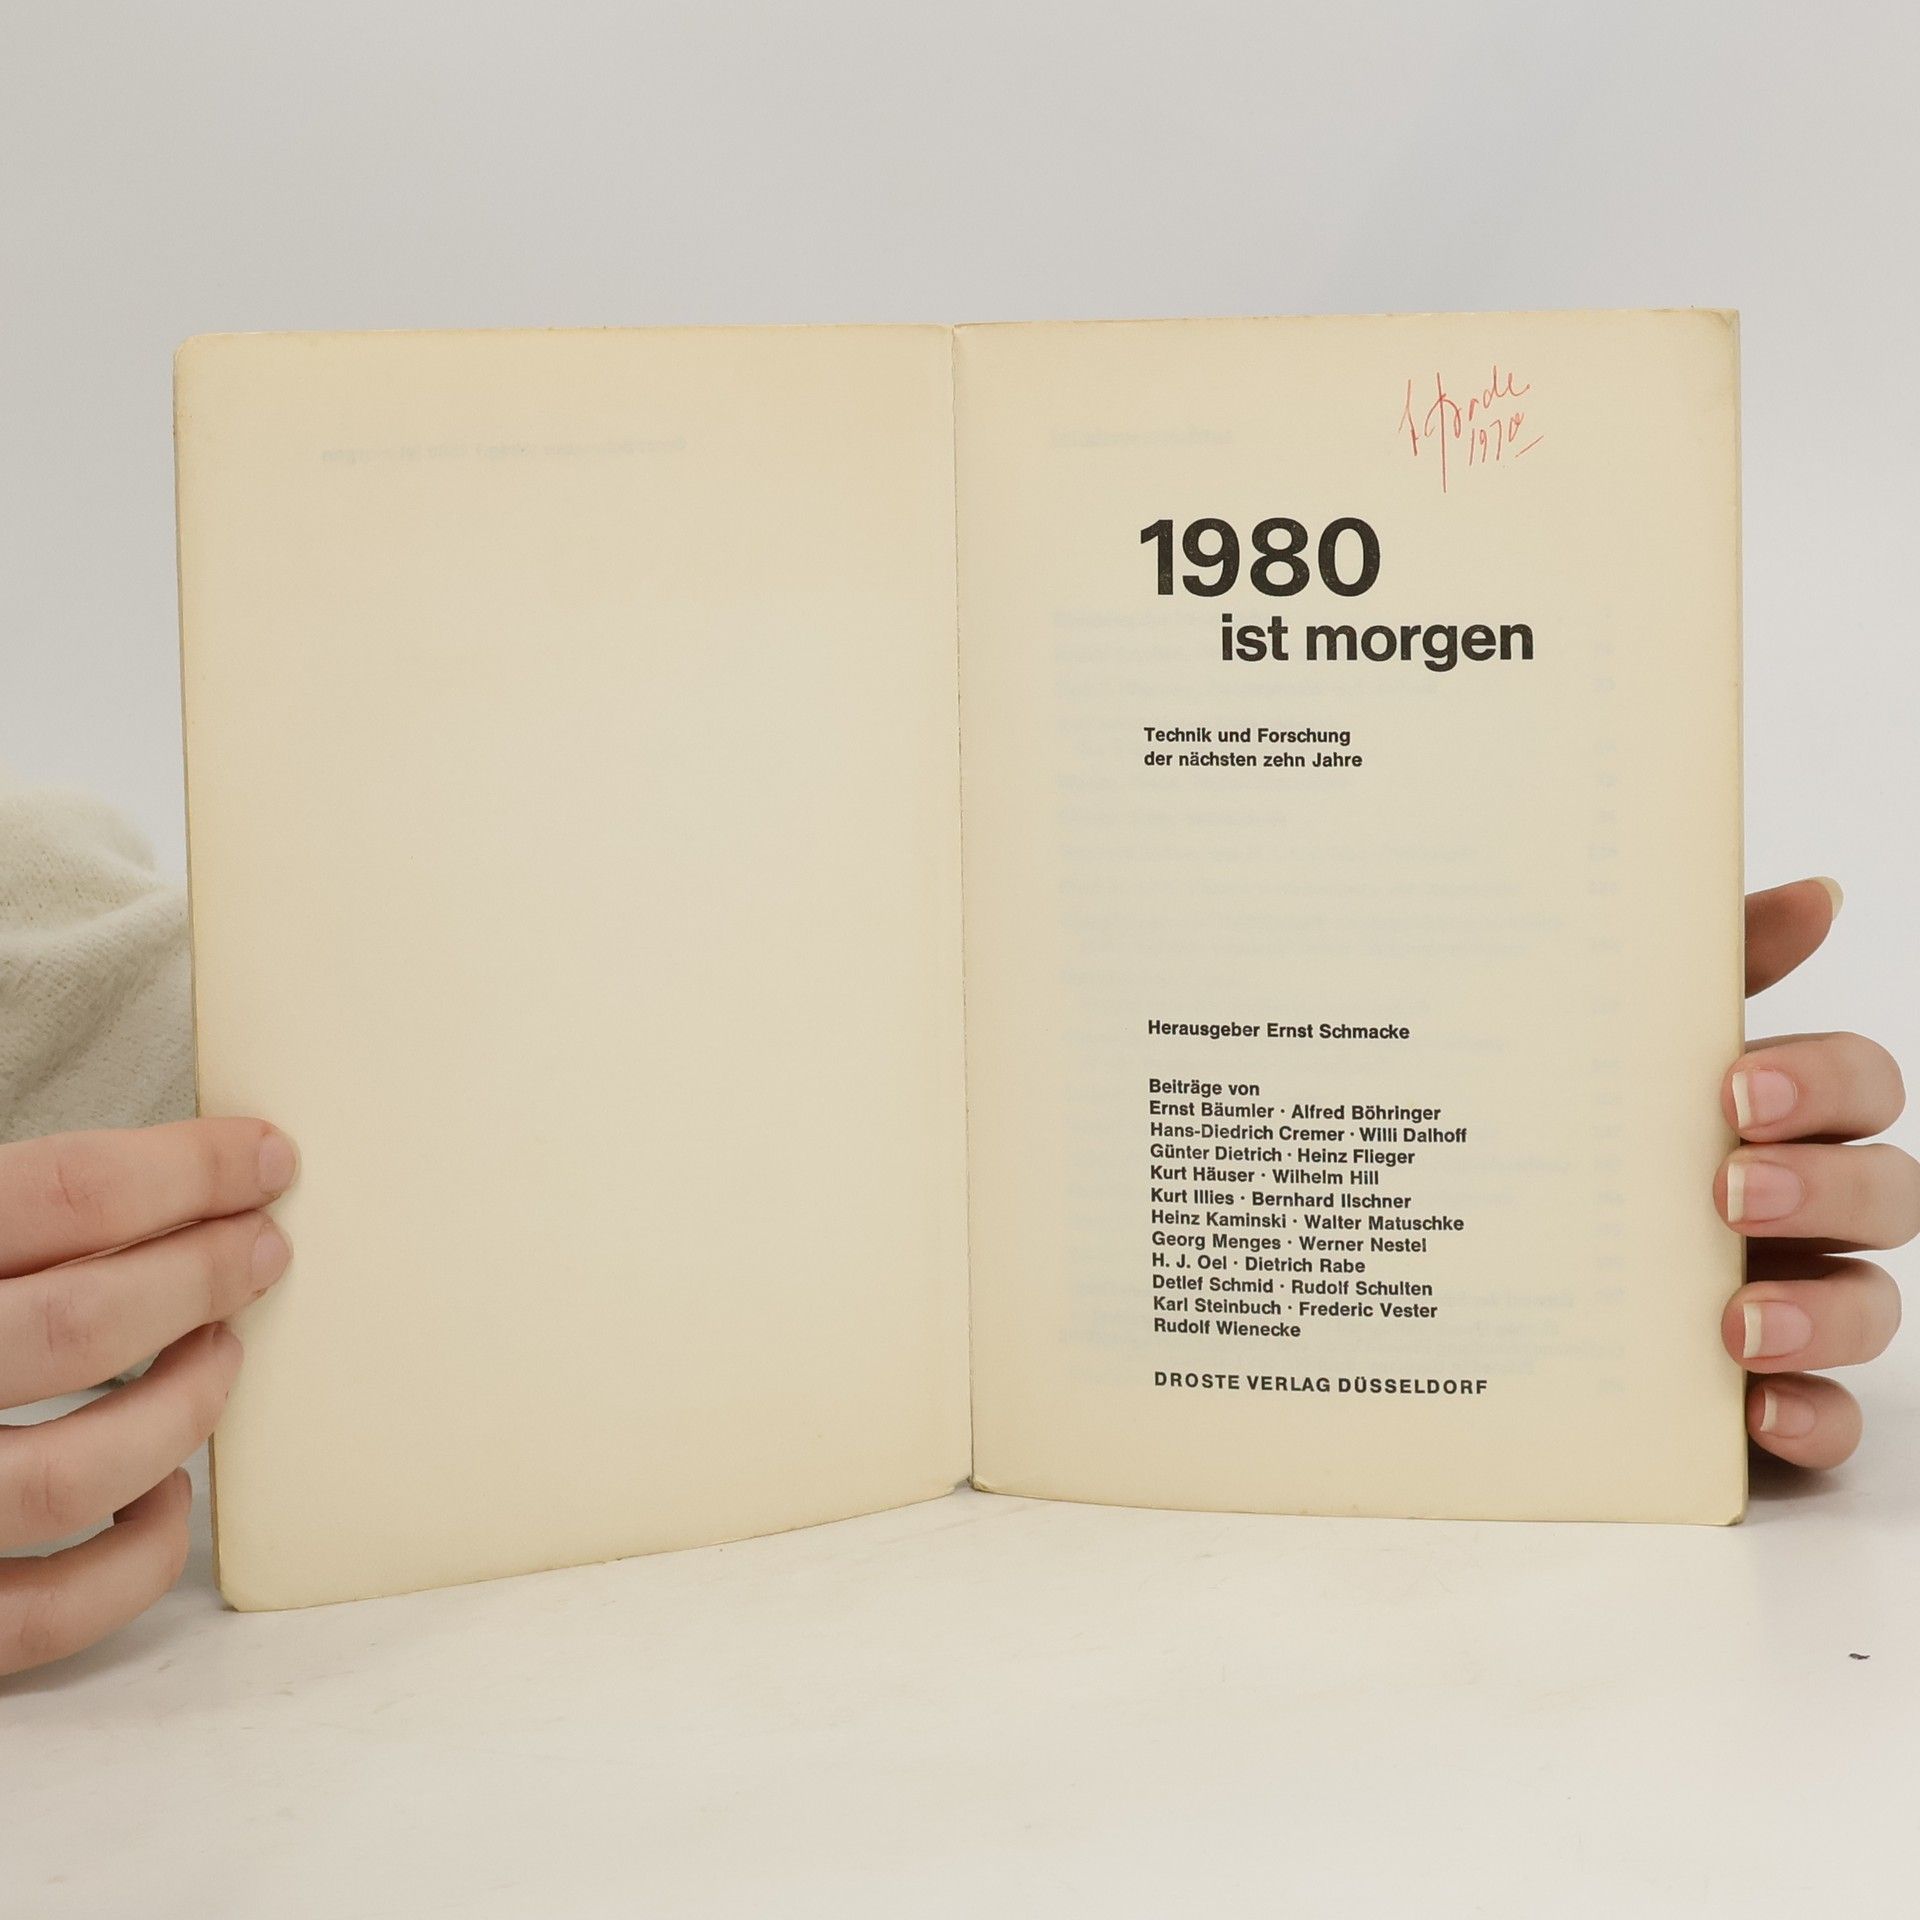 1970
1980
ist morgen
Technik und Forschung
der nächsten zehn Jahre
Herausgeber Ernst Schmacke
Beiträge von
Ernst Bäumler · Alfred Böhringer
Hans-Diedrich Cremer · Willi Dalhoff
Günter Dietrich · Heinz Flieger
Kurt Häuser · Wilhelm Hill
Kurt Illies · Bernhard Ilschner
Heinz Kaminski · Walter Matuschke
Georg Menges · Werner Nestel
H. J. Oel · Dietrich Rabe
Detlef Schmid · Rudolf Schulten
Karl Steinbuch · Frederic Vester
Rudolf Wienecke
DROSTE VERLAG DÜSSELDORF